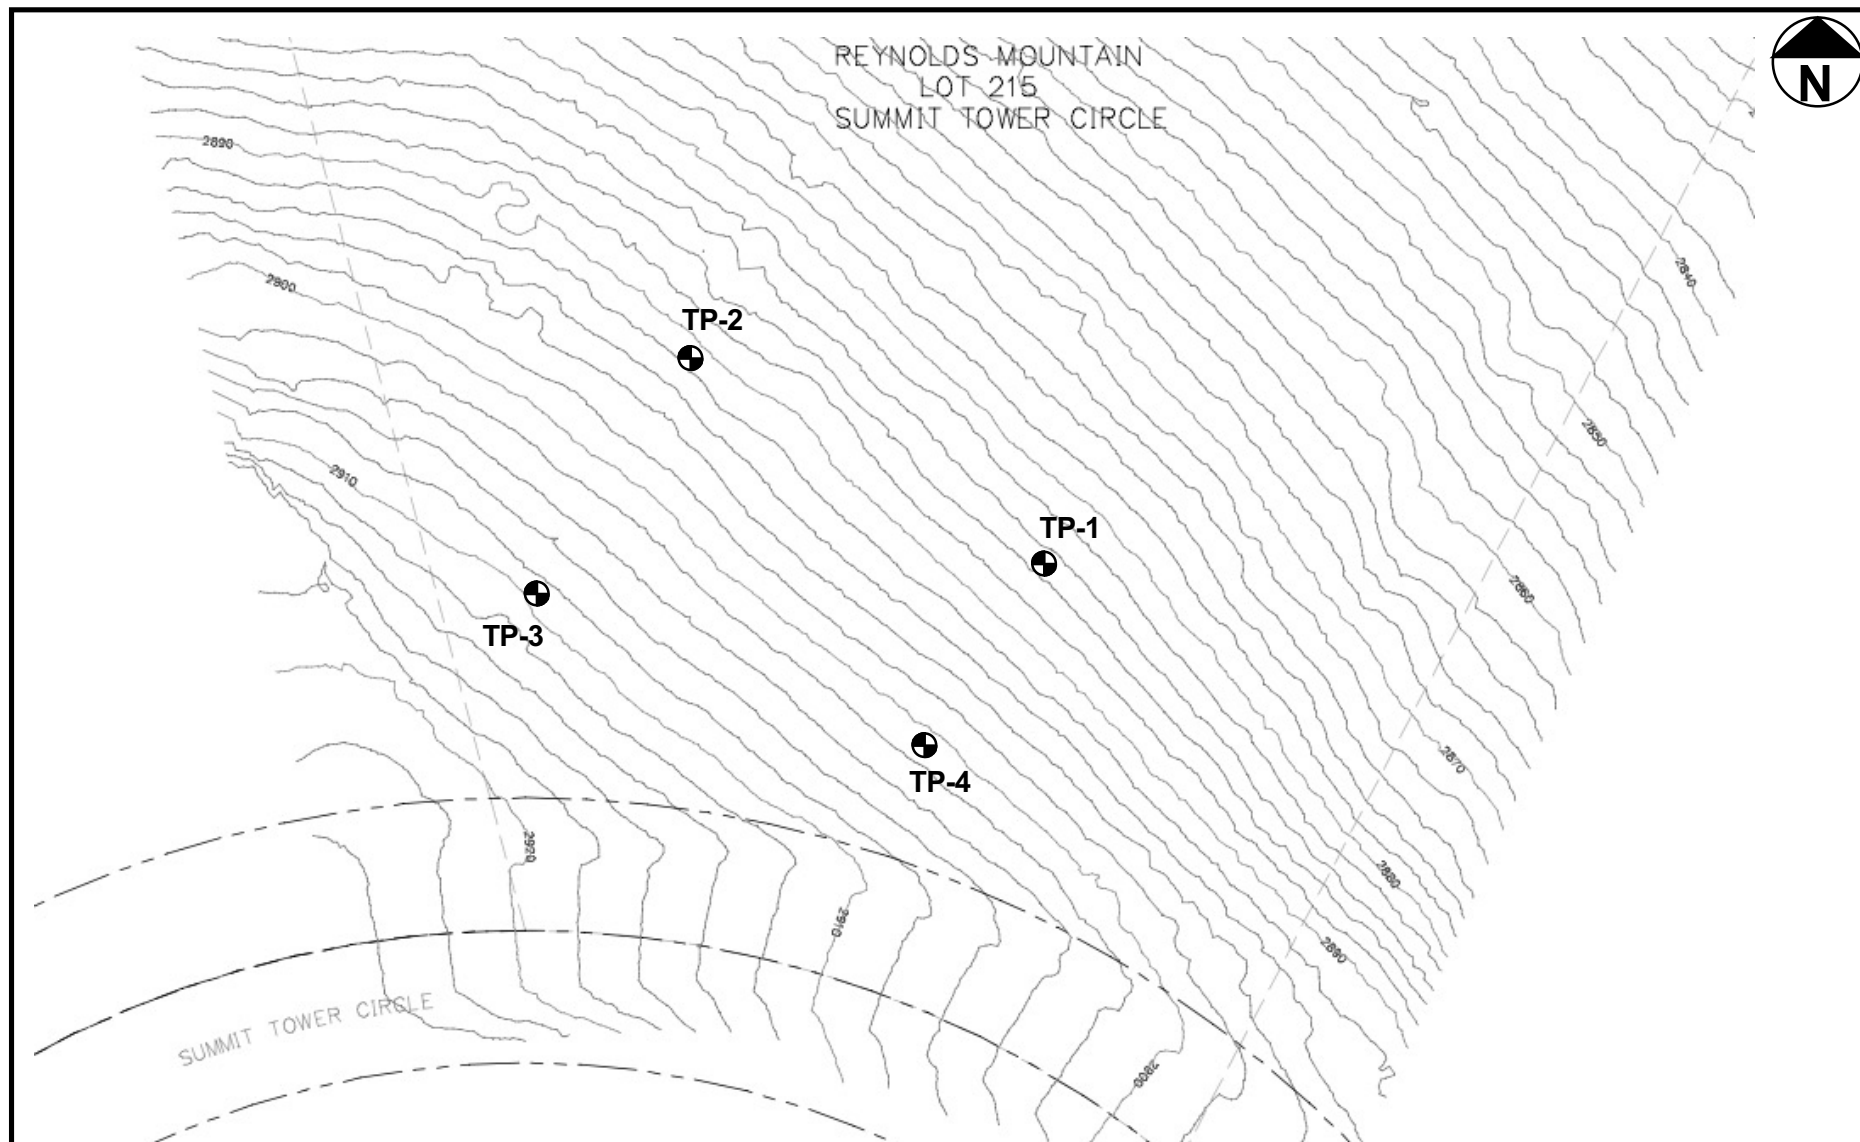 REYNOLDS MOUNTAIN
LOT 215
SUMMIT TOWER CIRCLE
N
2890
2840
2900
TP-2
2850
2910
TP-1
2860
TP-3
2870
TP-4
2920
2880
2910
2890
SUMMIT TOWER CIRCLE
2900